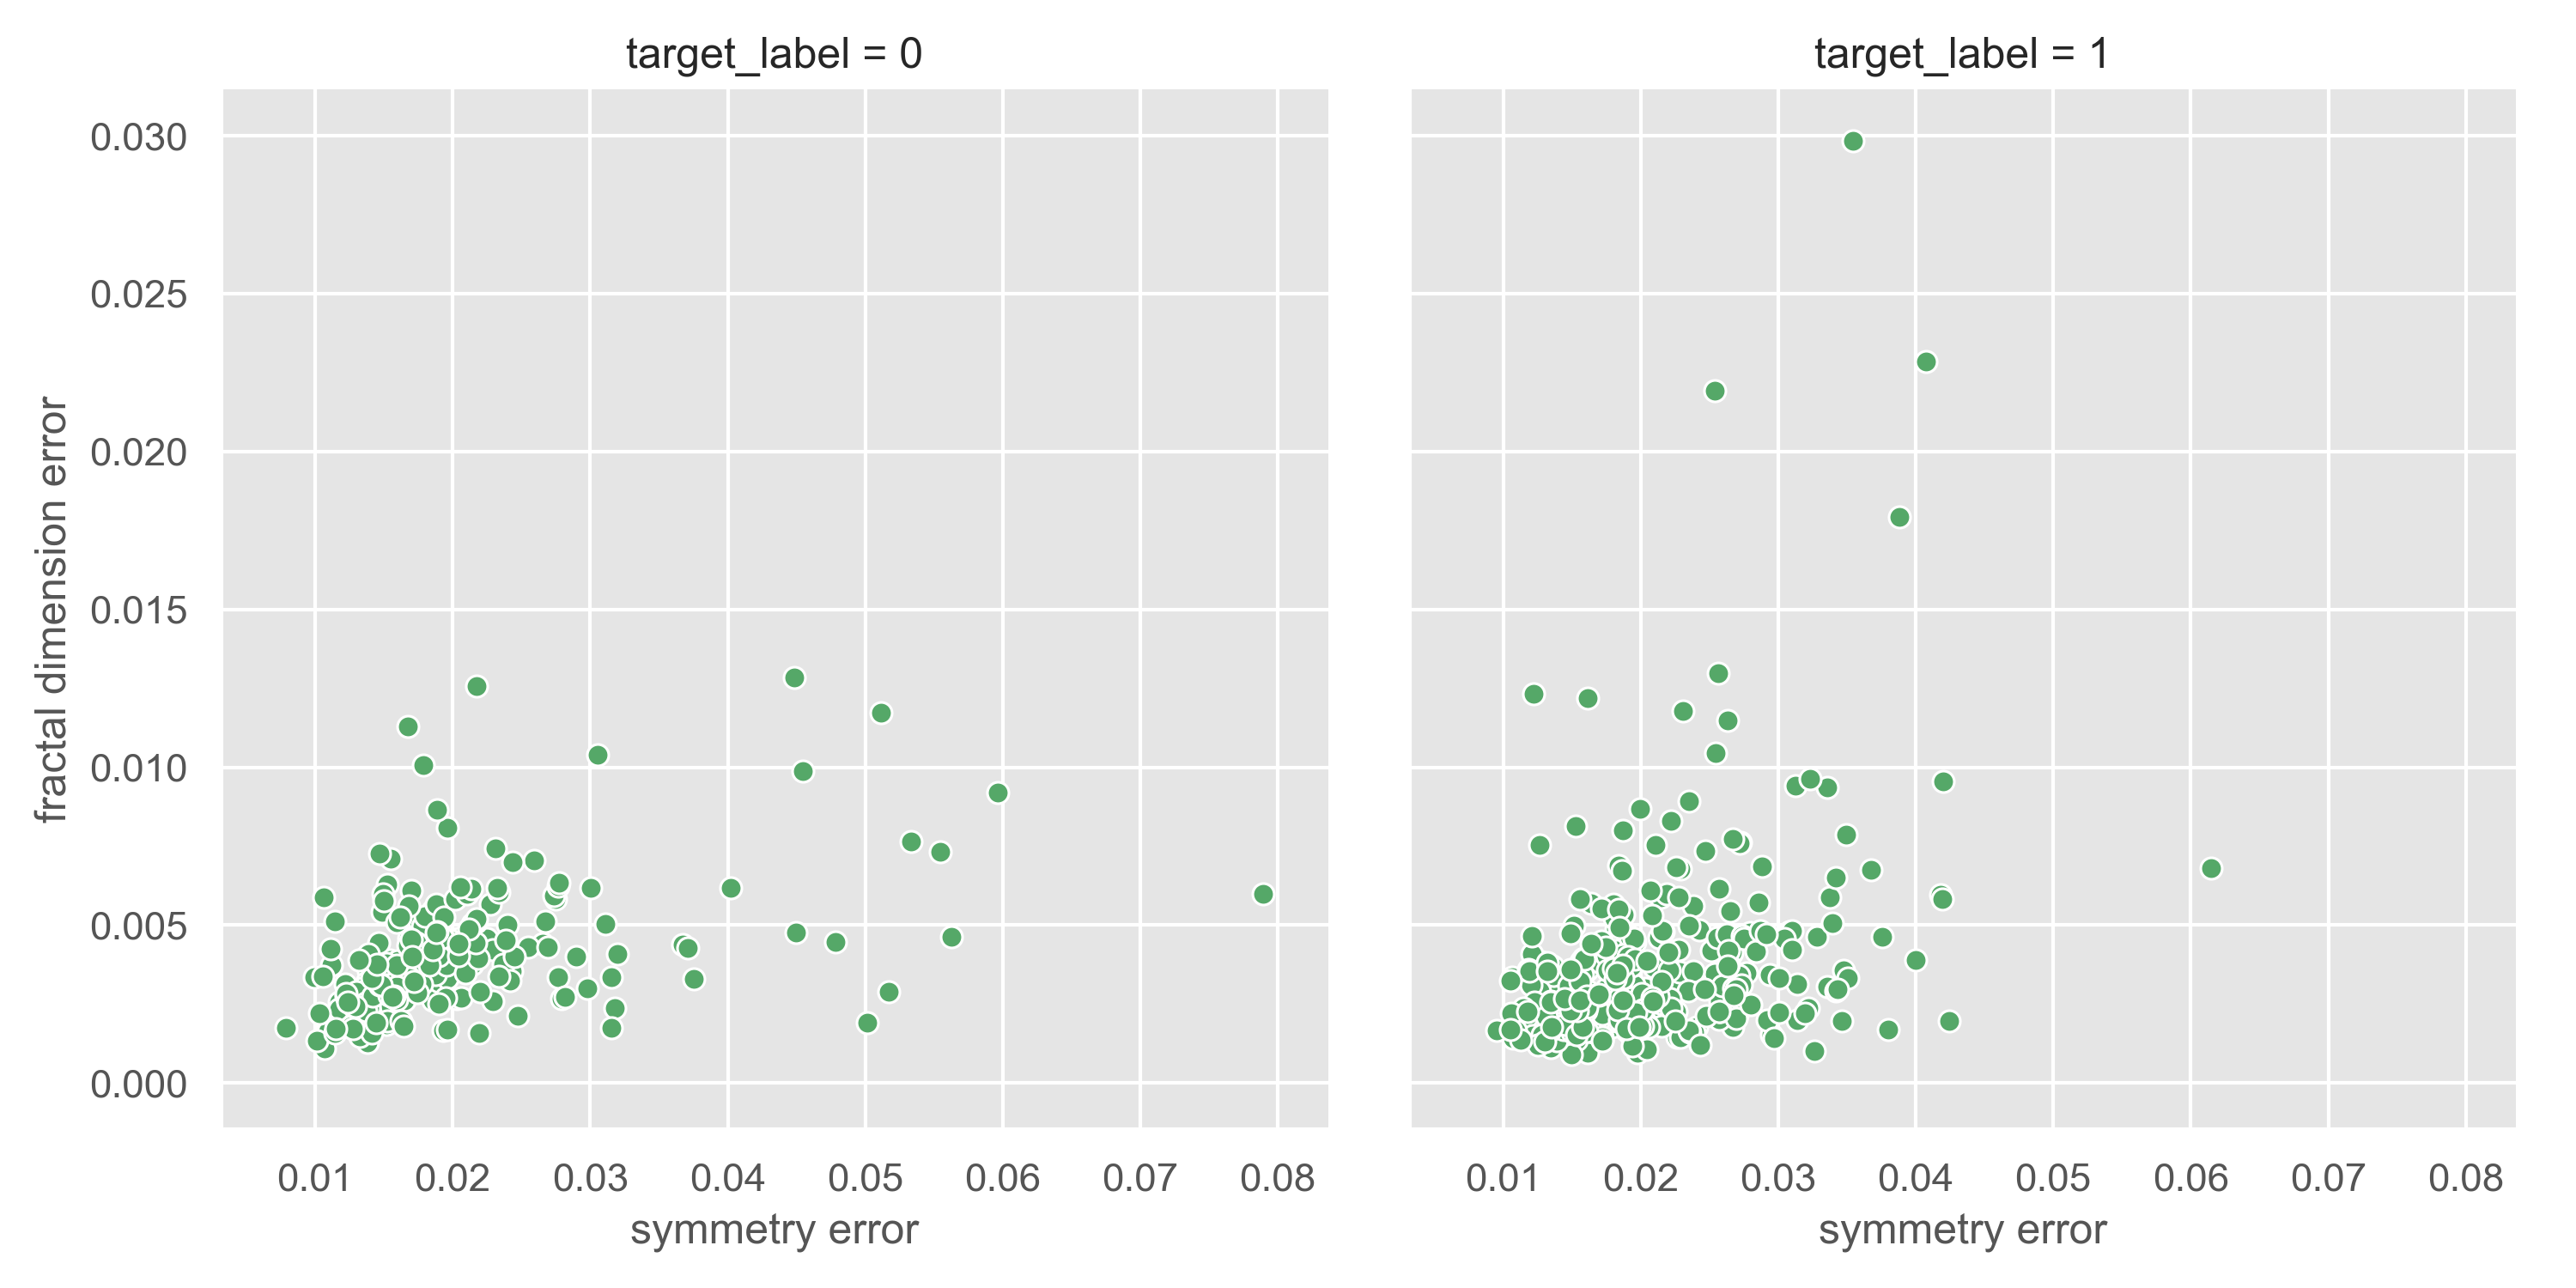 target_label = 0
target_label = 1
fractal dimension error
0.030
0.025
0.020
0.015
0.010
0.005
0.000
0.01 0.02 0.03 0.04 0.05 0.06 0.07 0.08
0.01 0.02 0.03 0.04 0.05 0.06 0.07 0.08
symmetry error
symmetry error